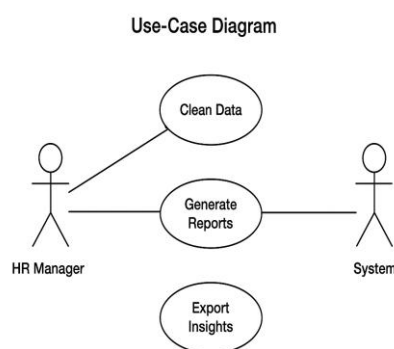 Use-Case Diagram
Clean Data
Generate
Reports
HR Manager
System
Export
Insights